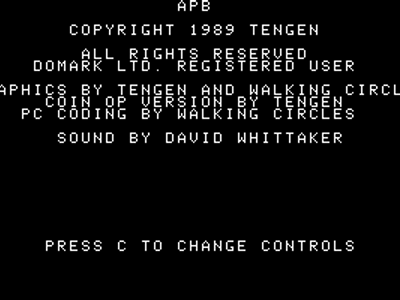 APB
COPYRIGHT 1989 TENGEN
ALL RIGHTS RESERVED
DOMARK LTD. REGISTERED USER
APHICS BY TENGEN AND WALKING CIRCL
COIN OP VERSION BY TENGEN
PC CODING BY WALKING CIRCLES
SOUND BY DAVID WHITTAKER
PRESS C TO CHANGE CONTROLS